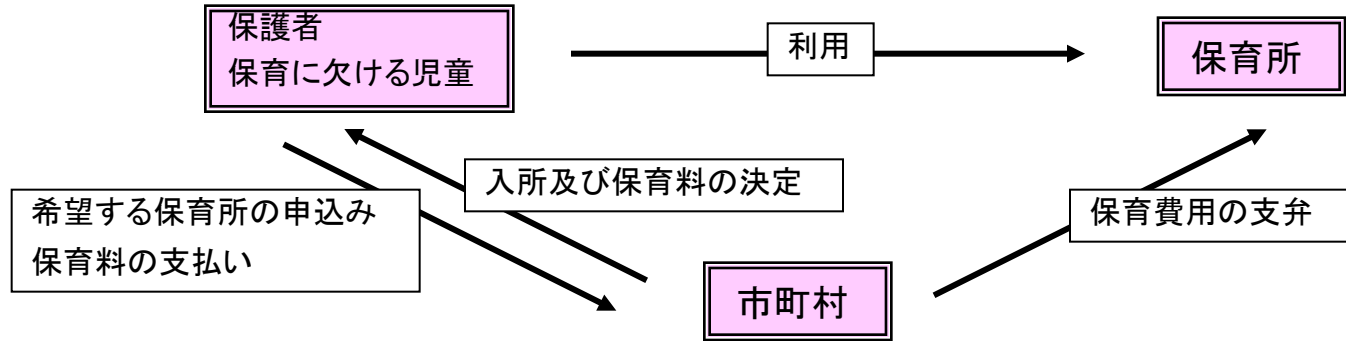 保護者
保育に欠ける児童
利用
保育所
入所及び保育料の決定
希望する保育所の申込み
保育料の支払い
保育費用の支弁
市町村